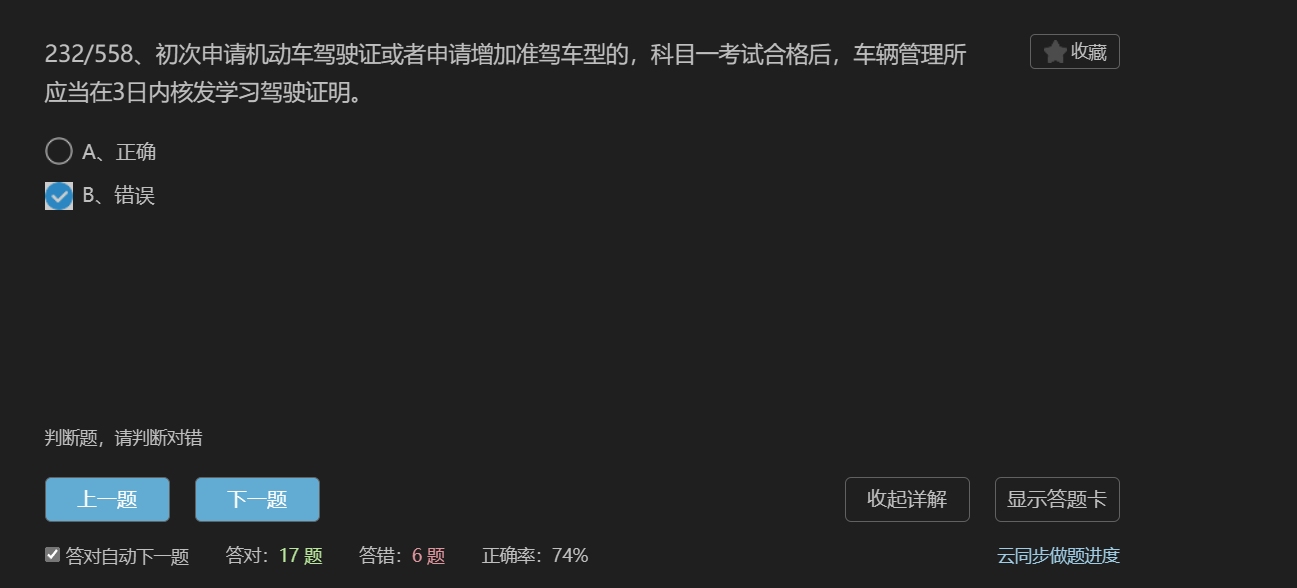 232/558、初次申请机动车驾驶证或者申请增加准驾车型的，科目一考试合格后，车辆管理所
应当在3日内核发学习驾驶证明。
收藏
A、正确
B、错误
判断题，请判断对错
上一题 下一题 收起详解 显示答题卡
答对自动下一题 答对：17 题 答错：6 题 正确率：74% 云同步做题进度